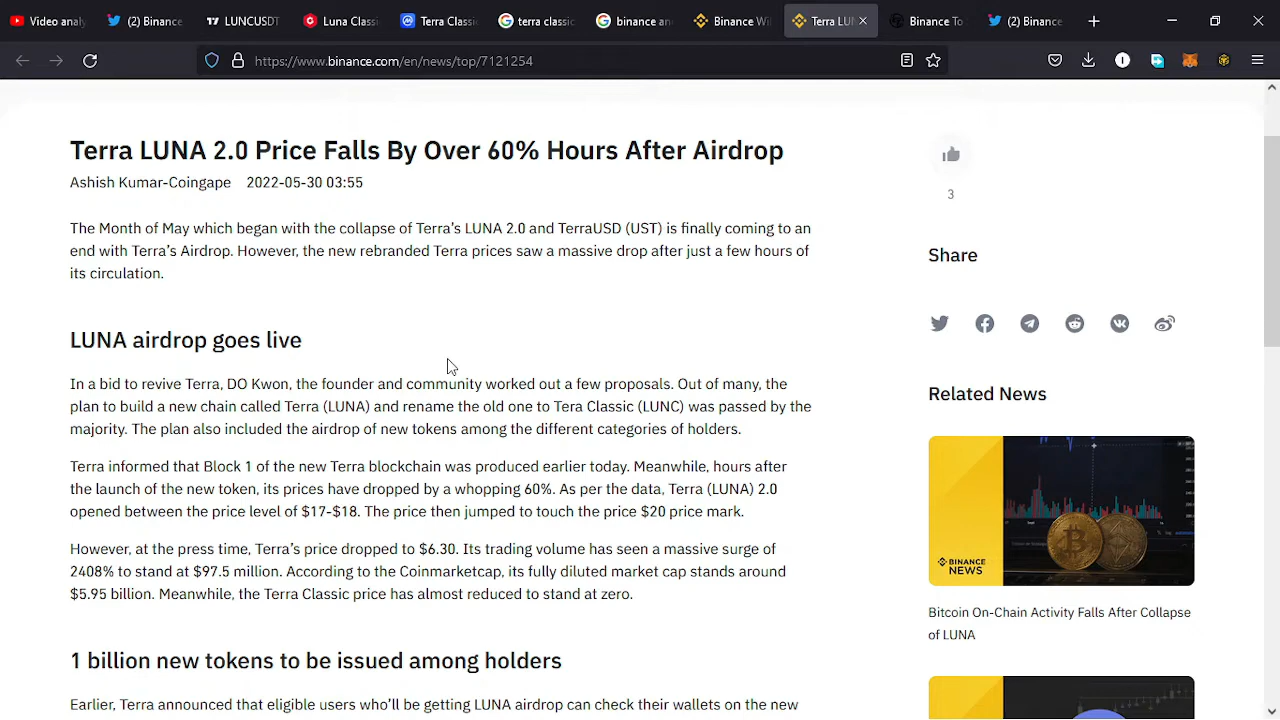 Video analy
(2) Binance
LUNCUSDT
Luna Classi
Terra Classi
terra classic
binance an
Binance Wi
Terra LUN
Binance To
(2) Binance
https://www.binance.com/en/news/top/7121254
Terra LUNA 2.0 Price Falls By Over 60% Hours After Airdrop
Ashish Kumar-Coingape 2022-05-30 03:55
The Month of May which began with the collapse of Terra's LUNA 2.0 and TerraUSD (UST) is finally coming to an
end with Terra's Airdrop. However, the new rebranded Terra prices saw a massive drop after just a few hours of
its circulation.
LUNA airdrop goes live
In a bid to revive Terra, DO Kwon, the founder and community worked out a few proposals. Out of many, the
plan to build a new chain called Terra (LUNA) and rename the old one to Tera Classic (LUNC) was passed by the
majority. The plan also included the airdrop of new tokens among the different categories of holders.
Terra informed that Block 1 of the new Terra blockchain was produced earlier today. Meanwhile, hours after
the launch of the new token, its prices have dropped by a whopping 60%. As per the data, Terra (LUNA) 2.0
opened between the price level of $17-$18. The price then jumped to touch the price $20 price mark.
However, at the press time, Terra's price dropped to $6.30. Its trading volume has seen a massive surge of
2408% to stand at $97.5 million. According to the Coinmarketcap, its fully diluted market cap stands around
$5.95 billion. Meanwhile, the Terra Classic price has almost reduced to stand at zero.
1 billion new tokens to be issued among holders
Earlier, Terra announced that eligible users who'll be getting LUNA airdrop can check their wallets on the new
3
Share
Related News
BINANCE
NEWS
Bitcoin On-Chain Activity Falls After Collapse
of LUNA